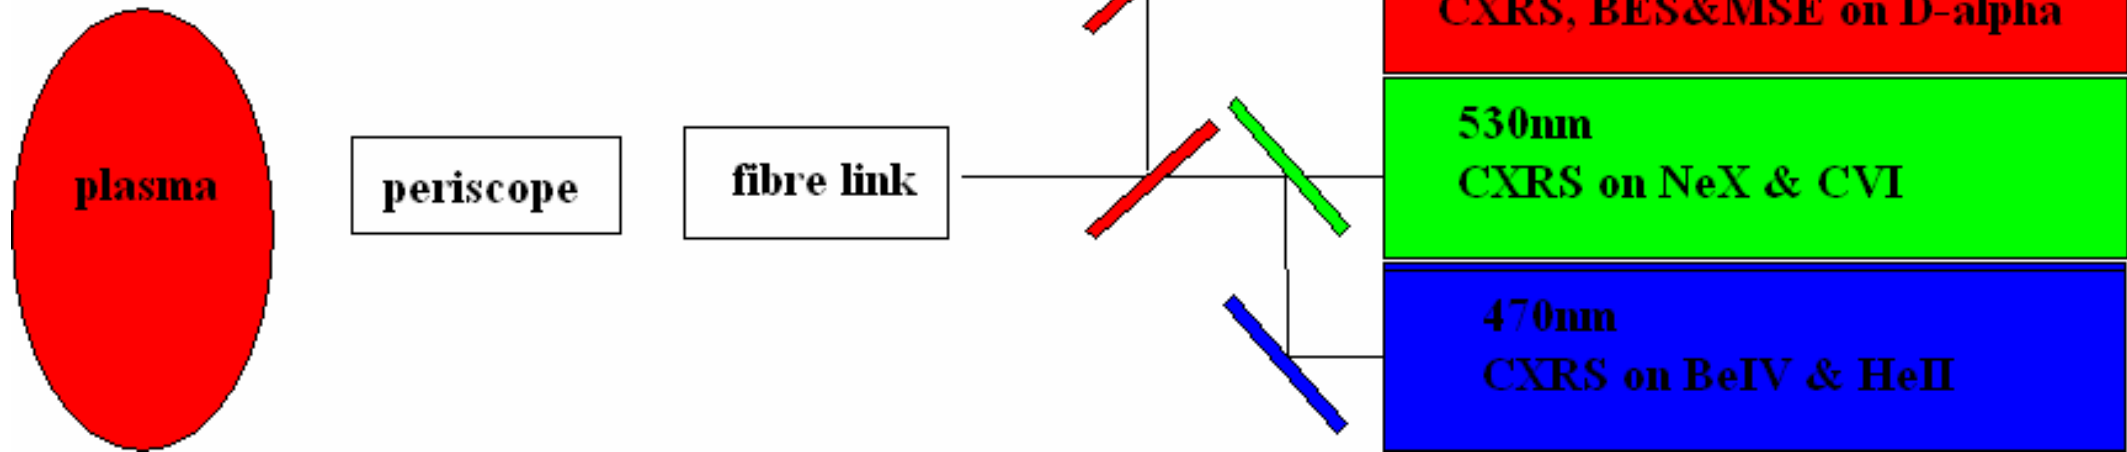 CXRS, BES&MSE on D-alpha
530nm
CXRS on NeX & CVI
plasma
periscope
fibre link
470nm
CXRS on BeIV & HeII